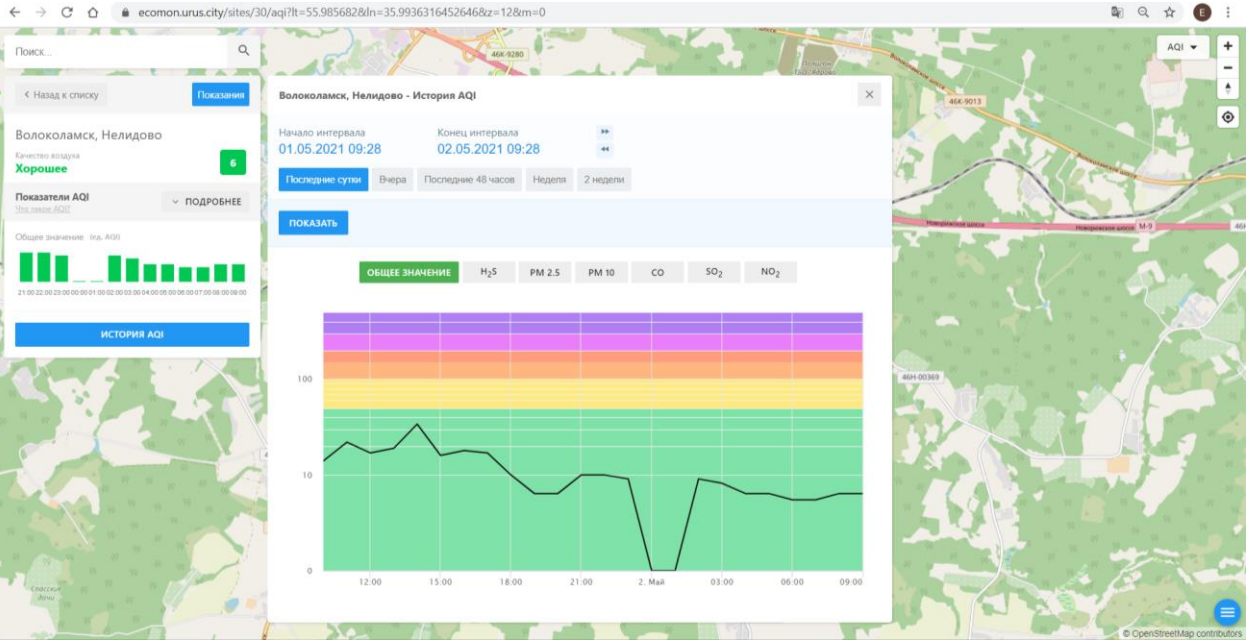 ecomon.urus.city/sites/30/aqi?lt=55.985682&ln=35.9936316452646&z=12&m=0
Поиск...
46К-9280
AQI
46К-9013
Назад к списку
Показания
Волоколамск, Нелидово
Качество воздуха
Хорошее
6
Показатели AQI
Что такое AQI?
ПОДРОБНЕЕ
Общее значение (ед. AQI)
21:00 22:00 23:00 00:00 01:00 02:00 03:00 04:00 05:00 06:00 07:00 08:00 09:00
ИСТОРИЯ AQI
Волоколамск, Нелидово - История AQI
Начало интервала
Конец интервала
01.05.2021 09:28
02.05.2021 09:28
Последние сутки
Вчера
Последние 48 часов
Неделя
2 недели
ПОКАЗАТЬ
ОБЩЕЕ ЗНАЧЕНИЕ
H₂S
PM 2.5
PM 10
CO
SO₂
NO₂
100
10
0
12:00
15:00
18:00
21:00
2. Май
03:00
06:00
09:00
Новорижское шоссе
Новорижское шоссе
М-9
46Н-00369
E
© OpenStreetMap contributors